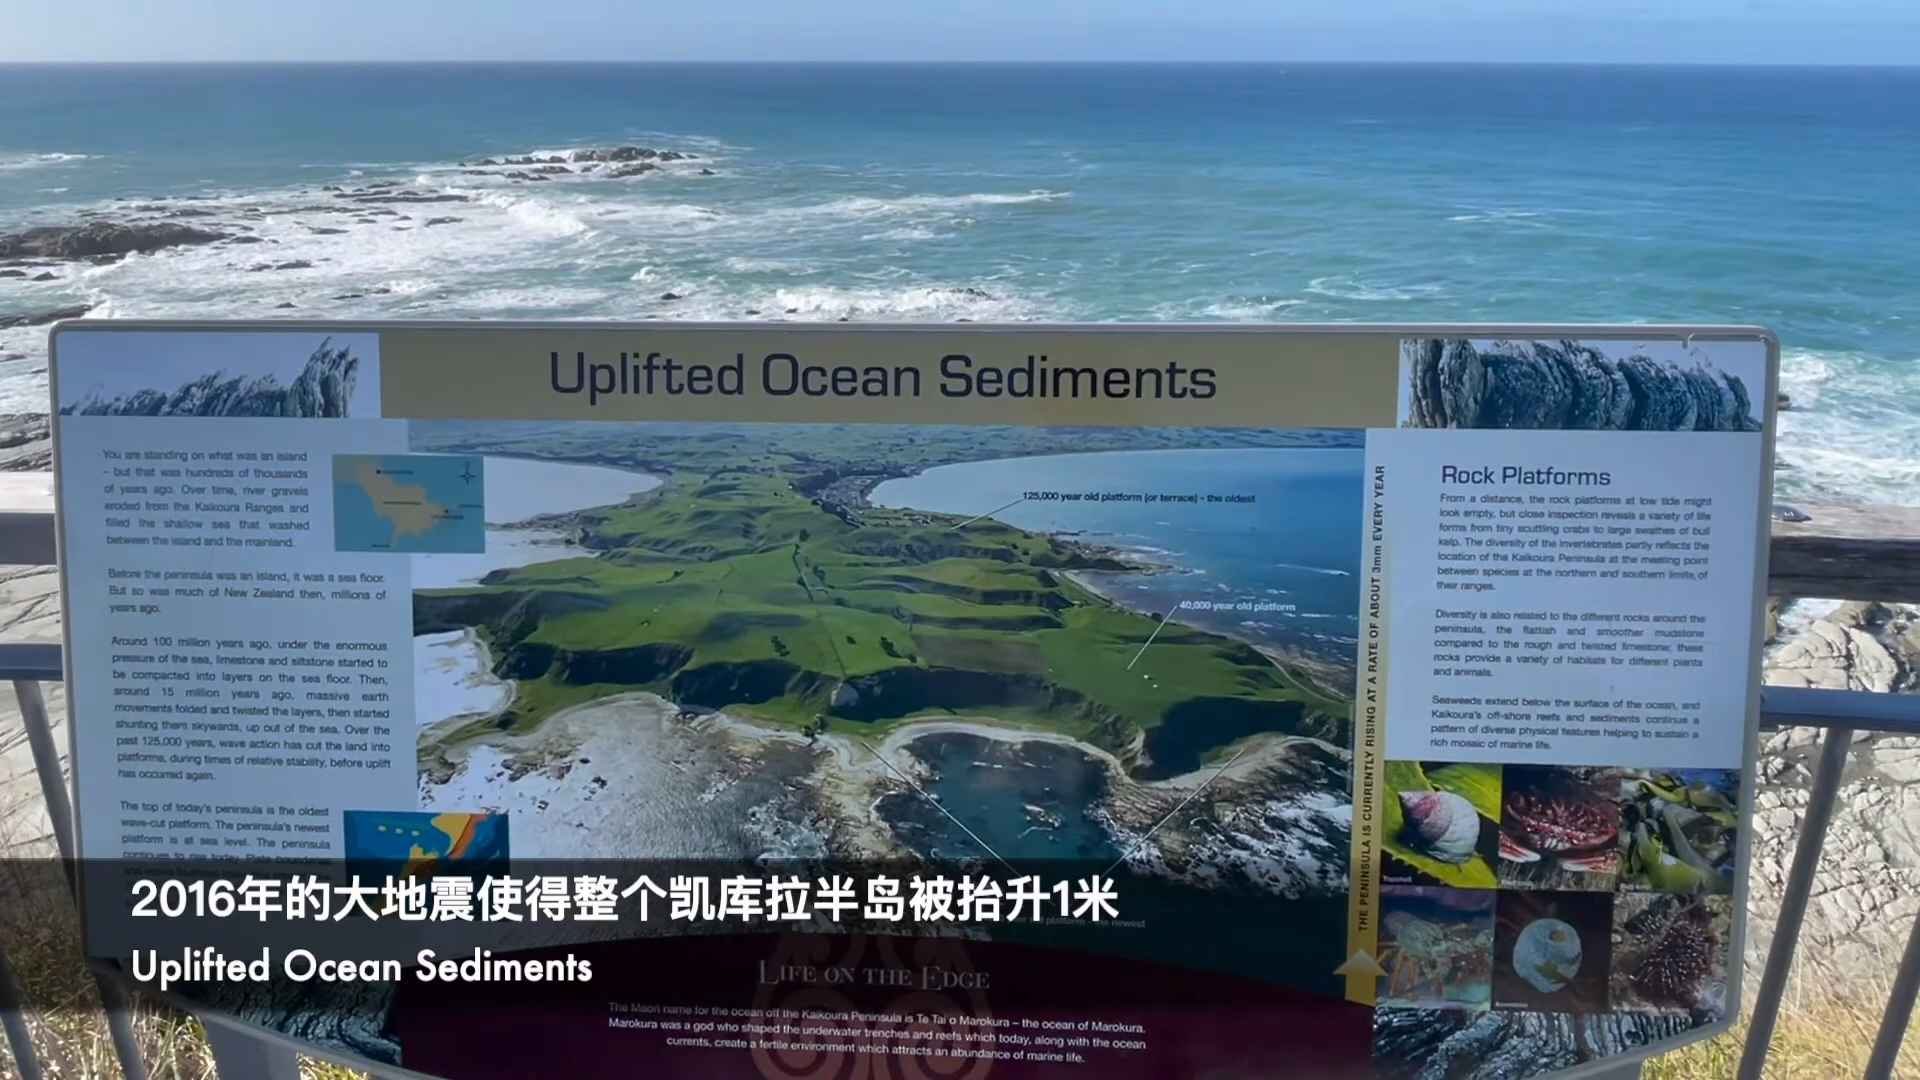 Uplifted Ocean Sediments
You are standing on what was an island
– but that was hundreds of thousands
of years ago. Over time, river gravels
eroded from the Kaikoura Ranges and
filled the shallow sea that washed
between the island and the mainland.
Before the peninsula was an island, it was a sea floor.
But so was much of New Zealand then, millions of
years ago.
Around 100 million years ago, under the enormous
pressure of the sea, limestone and siltstone started to
be compacted into layers on the sea floor. Then,
around 15 million years ago, massive earth
movements folded and twisted the layers, then started
shunting them skywards, up out of the sea. Over the
past 125,000 years, wave action has cut the land into
platforms, during times of relative stability, before uplift
has occurred again.
The top of today's peninsula is the oldest
wave-cut platform. The peninsula's newest
platform is at sea level. The peninsula
continues to rise today. Plate boundaries
125,000 year old platform (or terrace) - the oldest
40,000 year old platform
platform - the newest
THE PENINSULA IS CURRENTLY RISING AT A RATE OF ABOUT 3mm EVERY YEAR
Rock Platforms
From a distance, the rock platforms at low tide might
look empty, but close inspection reveals a variety of life
forms from tiny scuttling crabs to large swathes of bull
kelp. The diversity of the invertebrates partly reflects the
location of the Kaikoura Peninsula at the meeting point
between species at the northern and southern limits of
their ranges.
Diversity is also related to the different rocks around the
peninsula, the flattish and smoother mudstone
compared to the rough and twisted limestone; these
rocks provide a variety of habitats for different plants
and animals.
Seaweeds extend below the surface of the ocean, and
Kaikoura's off-shore reefs and sediments continue a
pattern of diverse physical features helping to sustain a
rich mosaic of marine life.
2016年的大地震使得整个凯库拉半岛被抬升1米
Uplifted Ocean Sediments
LIFE ON THE EDGE
The Maori name for the ocean off the Kaikoura Peninsula is Te Tai o Marokura – the ocean of Marokura.
Marokura was a god who shaped the underwater trenches and reefs which today, along with the ocean
currents, create a fertile environment which attracts an abundance of marine life.